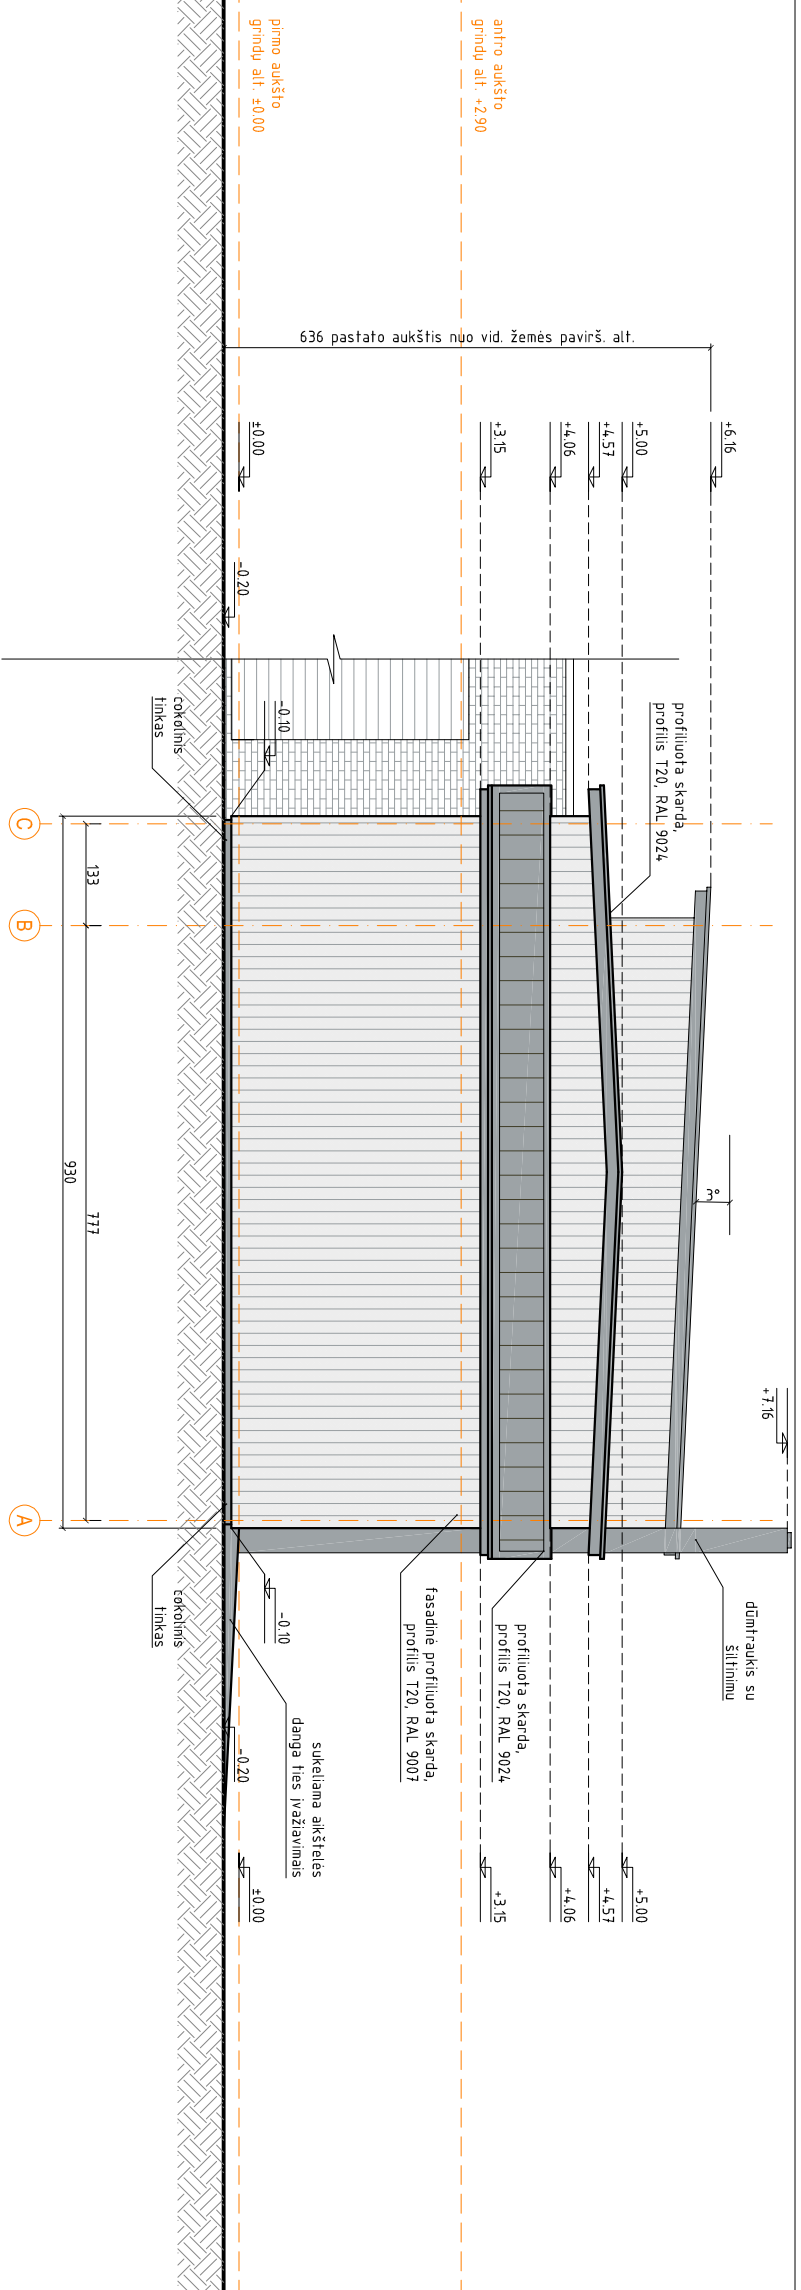 pirmo aukšto
grindų alt. ±0.00
antro aukšto
grindų alt. +2.90
636 pastato aukštis nuo vid. žemės pavirš. alt.
+6.16
+5.00
+4.57
+4.06
+3.15
±0.00
-0.20
-0.10
cokolinis
tinkas
profiliuota skarda,
profilis T20, RAL 9024
C
B
A
133
777
930
3°
+7.16
dūmtraukis su
šiltinimu
profiliuota skarda,
profilis T20, RAL 9024
fasadinė profiliuota skarda,
profilis T20, RAL 9007
-0.10
cokolinis
tinkas
sukeliama aikštelės
danga ties įvažiavimais
-0.20
+5.00
+4.57
+4.06
+3.15
±0.00